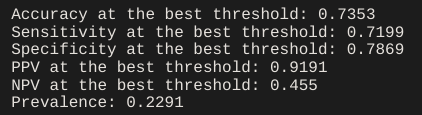 Accuracy at the best threshold: 0.7353
Sensitivity at the best threshold: 0.7199
Specificity at the best threshold: 0.7869
PPV at the best threshold: 0.9191
NPV at the best threshold: 0.455
Prevalence: 0.2291